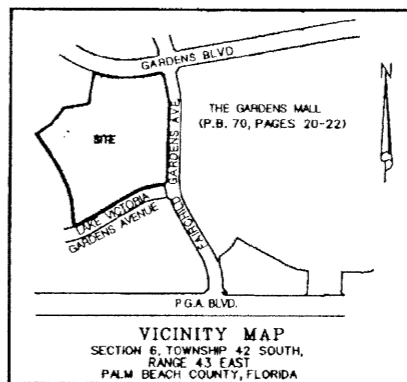 GARDENS BLVD
N
THE GARDENS MALL
(P.B. 70, PAGES 20-22)
SITE
GARDENS AVE
FAIRCHILD
LAKE VICTORIA
GARDENS AVENUE
P.G.A. BLVD.
VICINITY MAP
SECTION 6, TOWNSHIP 42 SOUTH,
RANGE 43 EAST
PALM BEACH COUNTY, FLORIDA